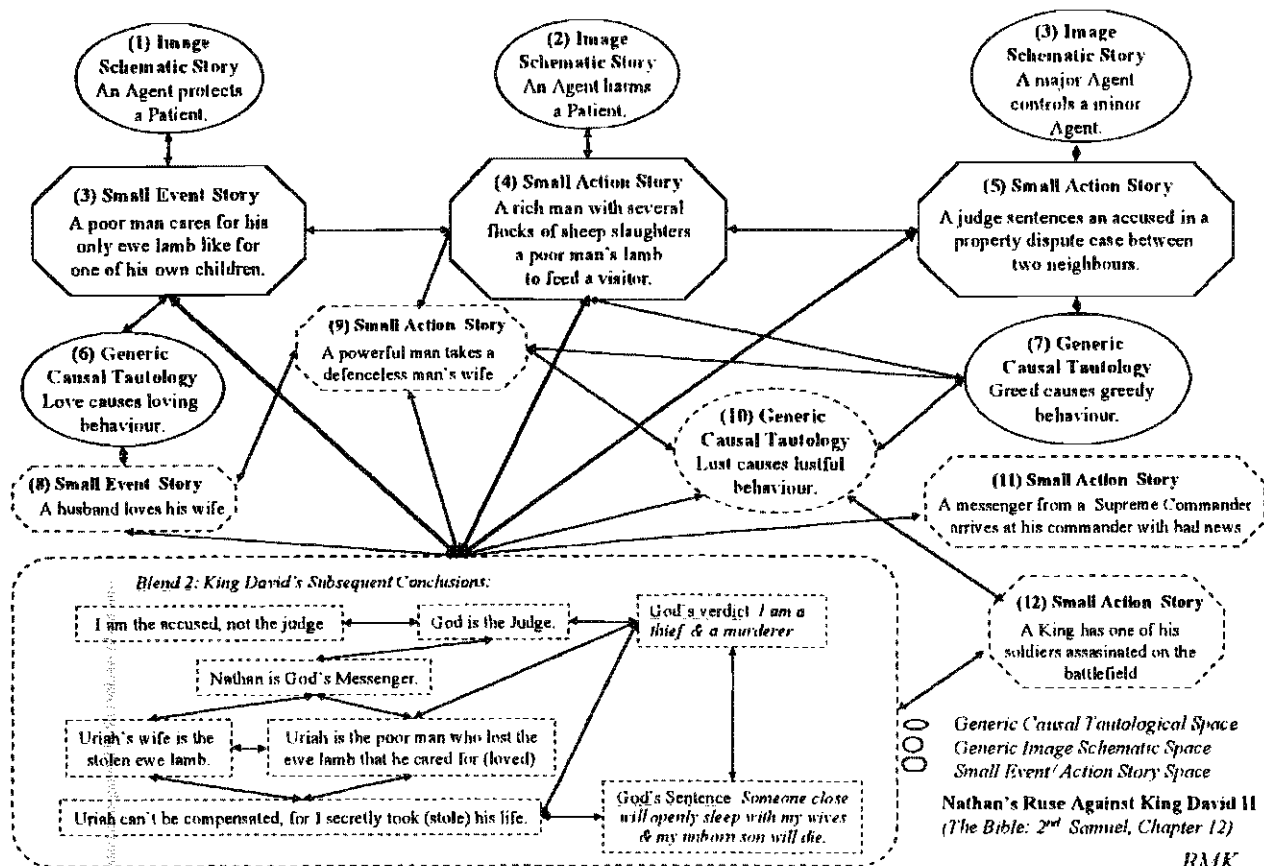 (1) Image
Schematic Story
An Agent protects
a Patient.
(2) Image
Schematic Story
An Agent harms
a Patient.
(3) Image
Schematic Story
A major Agent
controls a minor
Agent.
(3) Small Event Story
A poor man cares for his
only ewe lamb like for
one of his own children.
(4) Small Action Story
A rich man with several
flocks of sheep slaughters
a poor man's lamb
to feed a visitor.
(5) Small Action Story
A judge sentences an accused in a
property dispute case between
two neighbours.
(6) Generic
Causal Tautology
Love causes loving
behaviour.
(9) Small Action Story
A powerful man takes a
defenceless man's wife
(7) Generic
Causal Tautology
Greed causes greedy
behaviour.
(10) Generic
Causal Tautology
Lust causes lustful
behaviour.
(8) Small Event Story
A husband loves his wife
(11) Small Action Story
A messenger from a Supreme Commander
arrives at his commander with bad news
Blend 2: King David's Subsequent Conclusions:
I am the accused, not the judge
God is the Judge.
God's verdict I am a
thief & a murderer
Nathan is God's Messenger.
(12) Small Action Story
A King has one of his
soldiers assasinated on the
battlefield
Uriah's wife is the
stolen ewe lamb.
Uriah is the poor man who lost the
ewe lamb that he cared for (loved)
Uriah can't be compensated, for I secretly took (stole) his life.
God's Sentence Someone close
will openly sleep with my wives
& my unborn son will die.
Generic Causal Tautological Space
Generic Image Schematic Space
Small Event/ Action Story Space
Nathan's Ruse Against King David II
(The Bible: 2nd Samuel, Chapter 12)
RMK